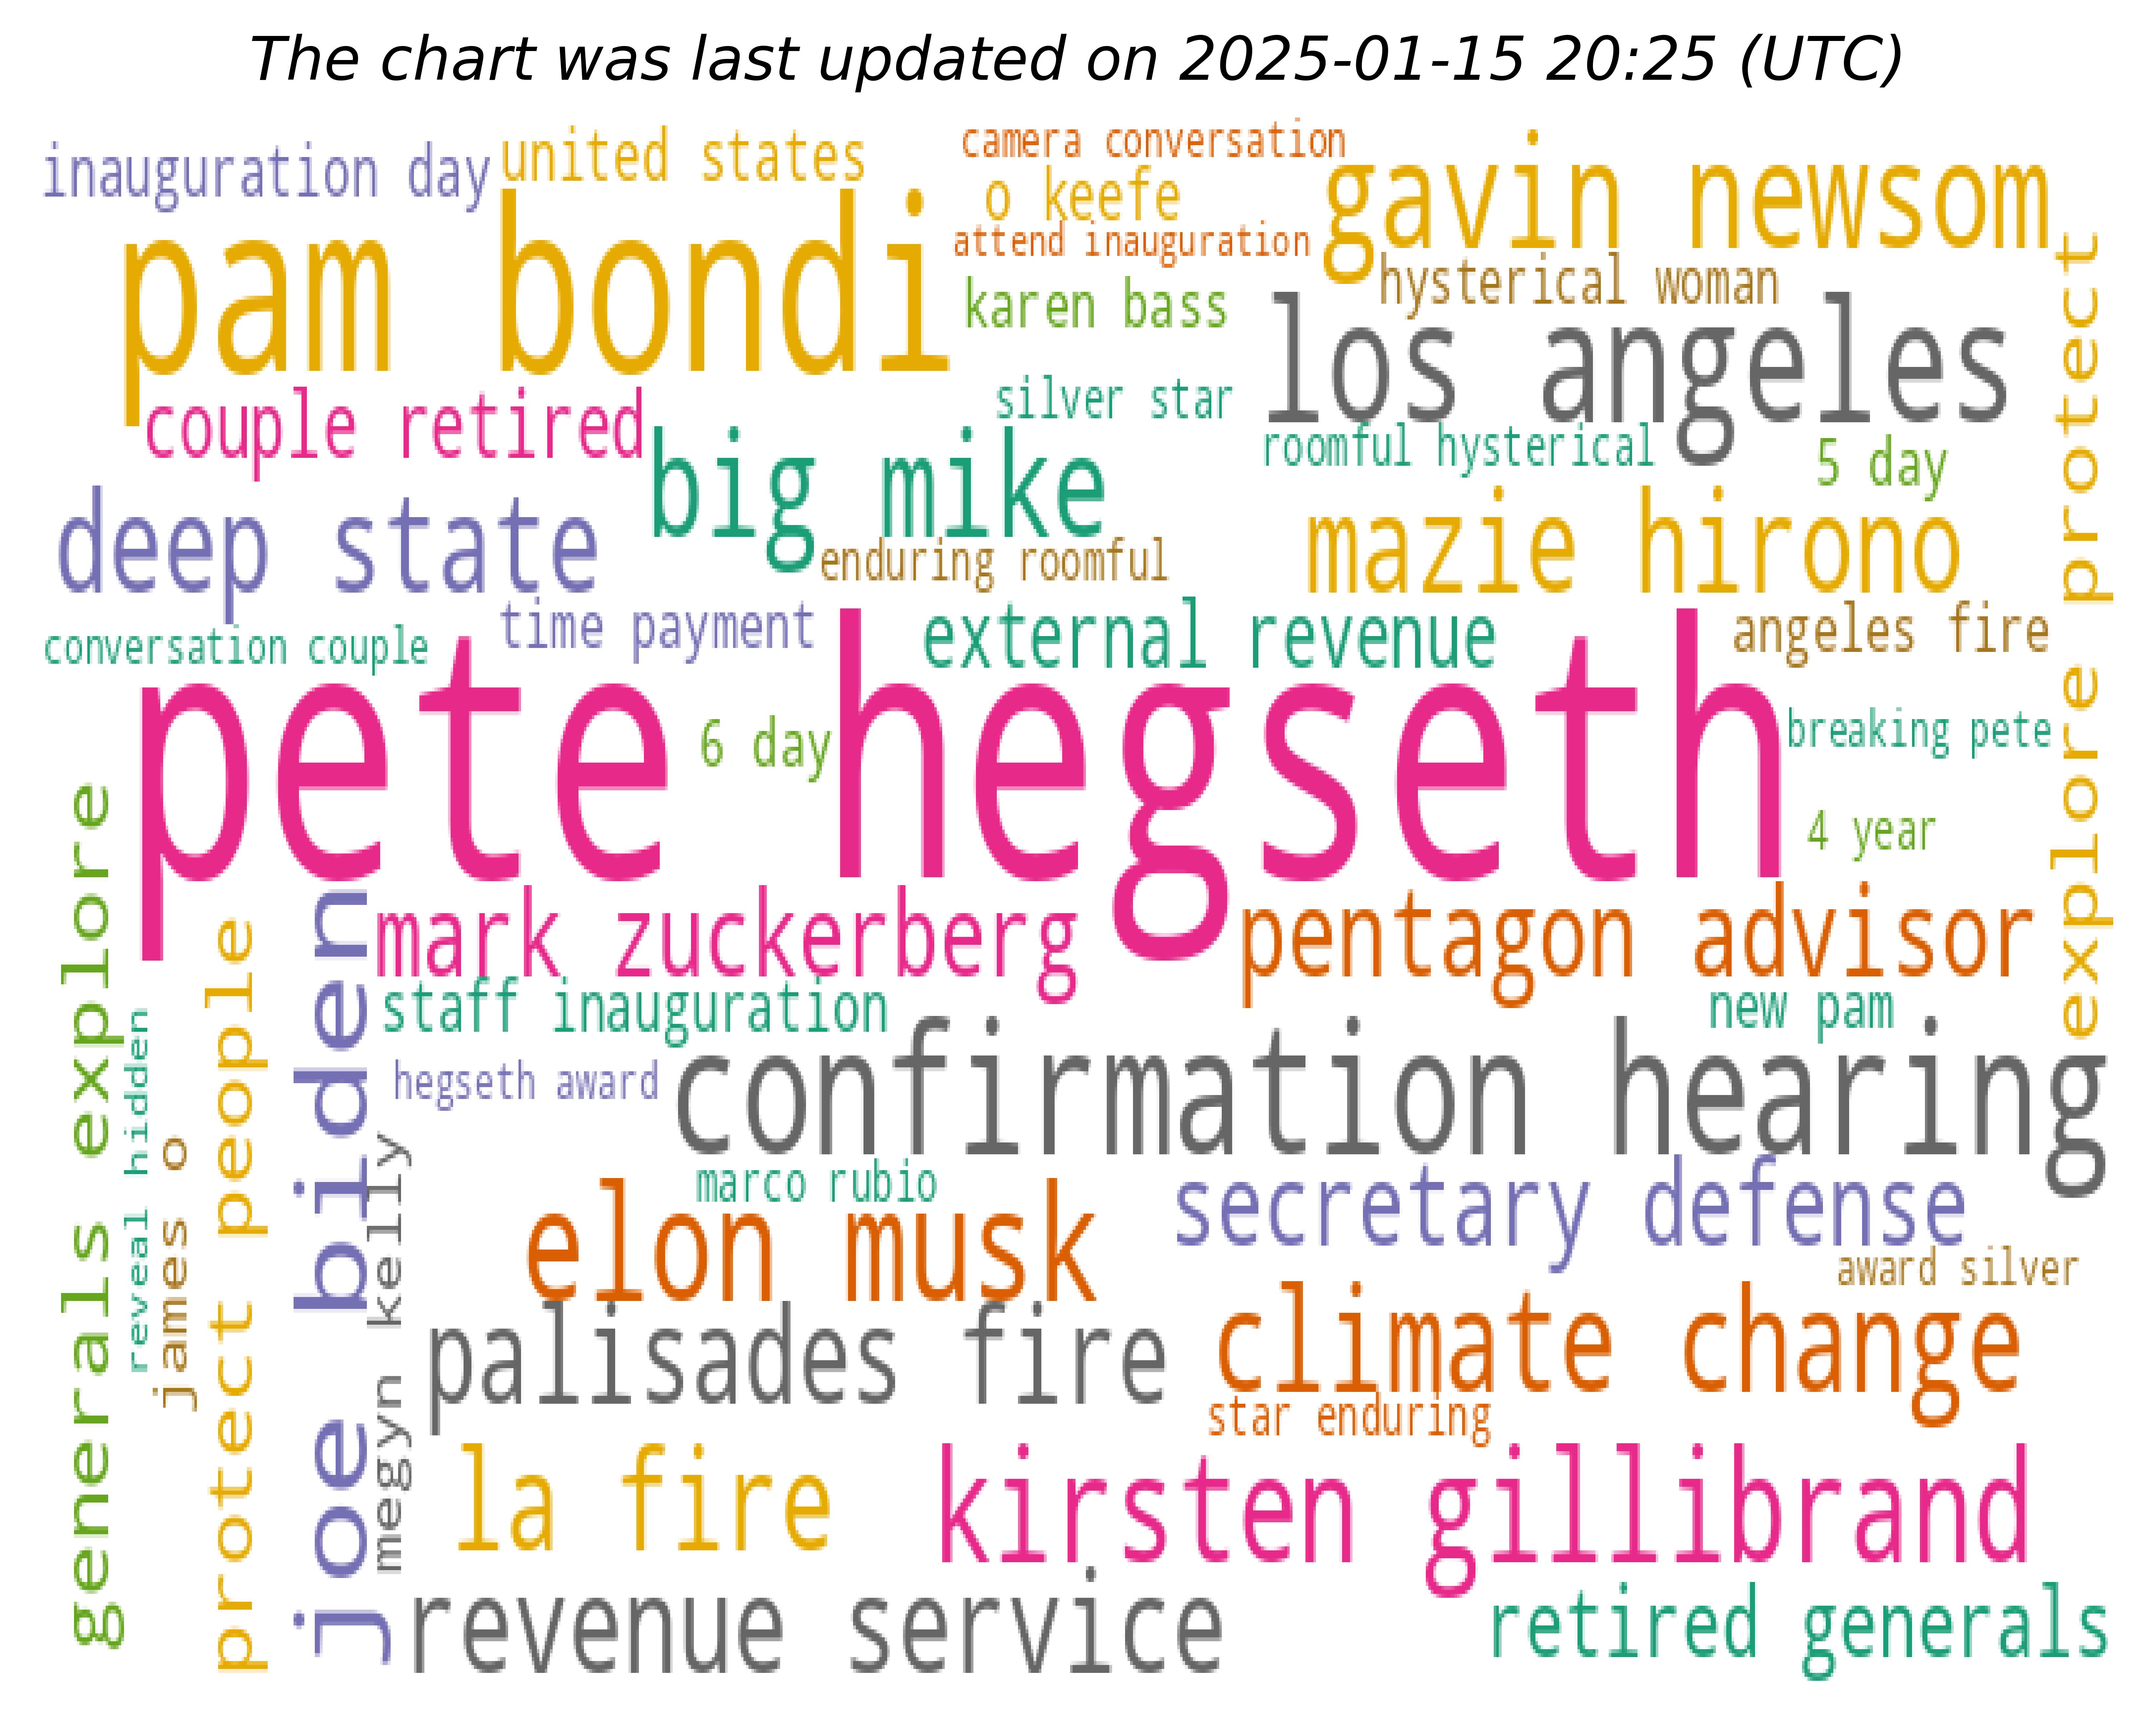 The chart was last updated on 2025-01-15 20:25 (UTC)
inauguration day
united states
camera conversation
o keefe
gavin newsom
attend inauguration
pam bondi
karen bass
hysterical woman
los angeles
explore protect
couple retired
silver star
big mike
roomful hysterical
5 day
deep state
enduring roomful
mazie hirono
conversation couple
time payment
external revenue
angeles fire
pete hegseth
6 day
breaking pete
4 year
generals explore
reveal hidden
james o
protect people
joe biden
megyn kelly
mark zuckerberg
pentagon advisor
staff inauguration
new pam
hegseth award
confirmation hearing
marco rubio
elon musk
secretary defense
award silver
palisades fire
climate change
star enduring
la fire
kirsten gillibrand
revenue service
retired generals